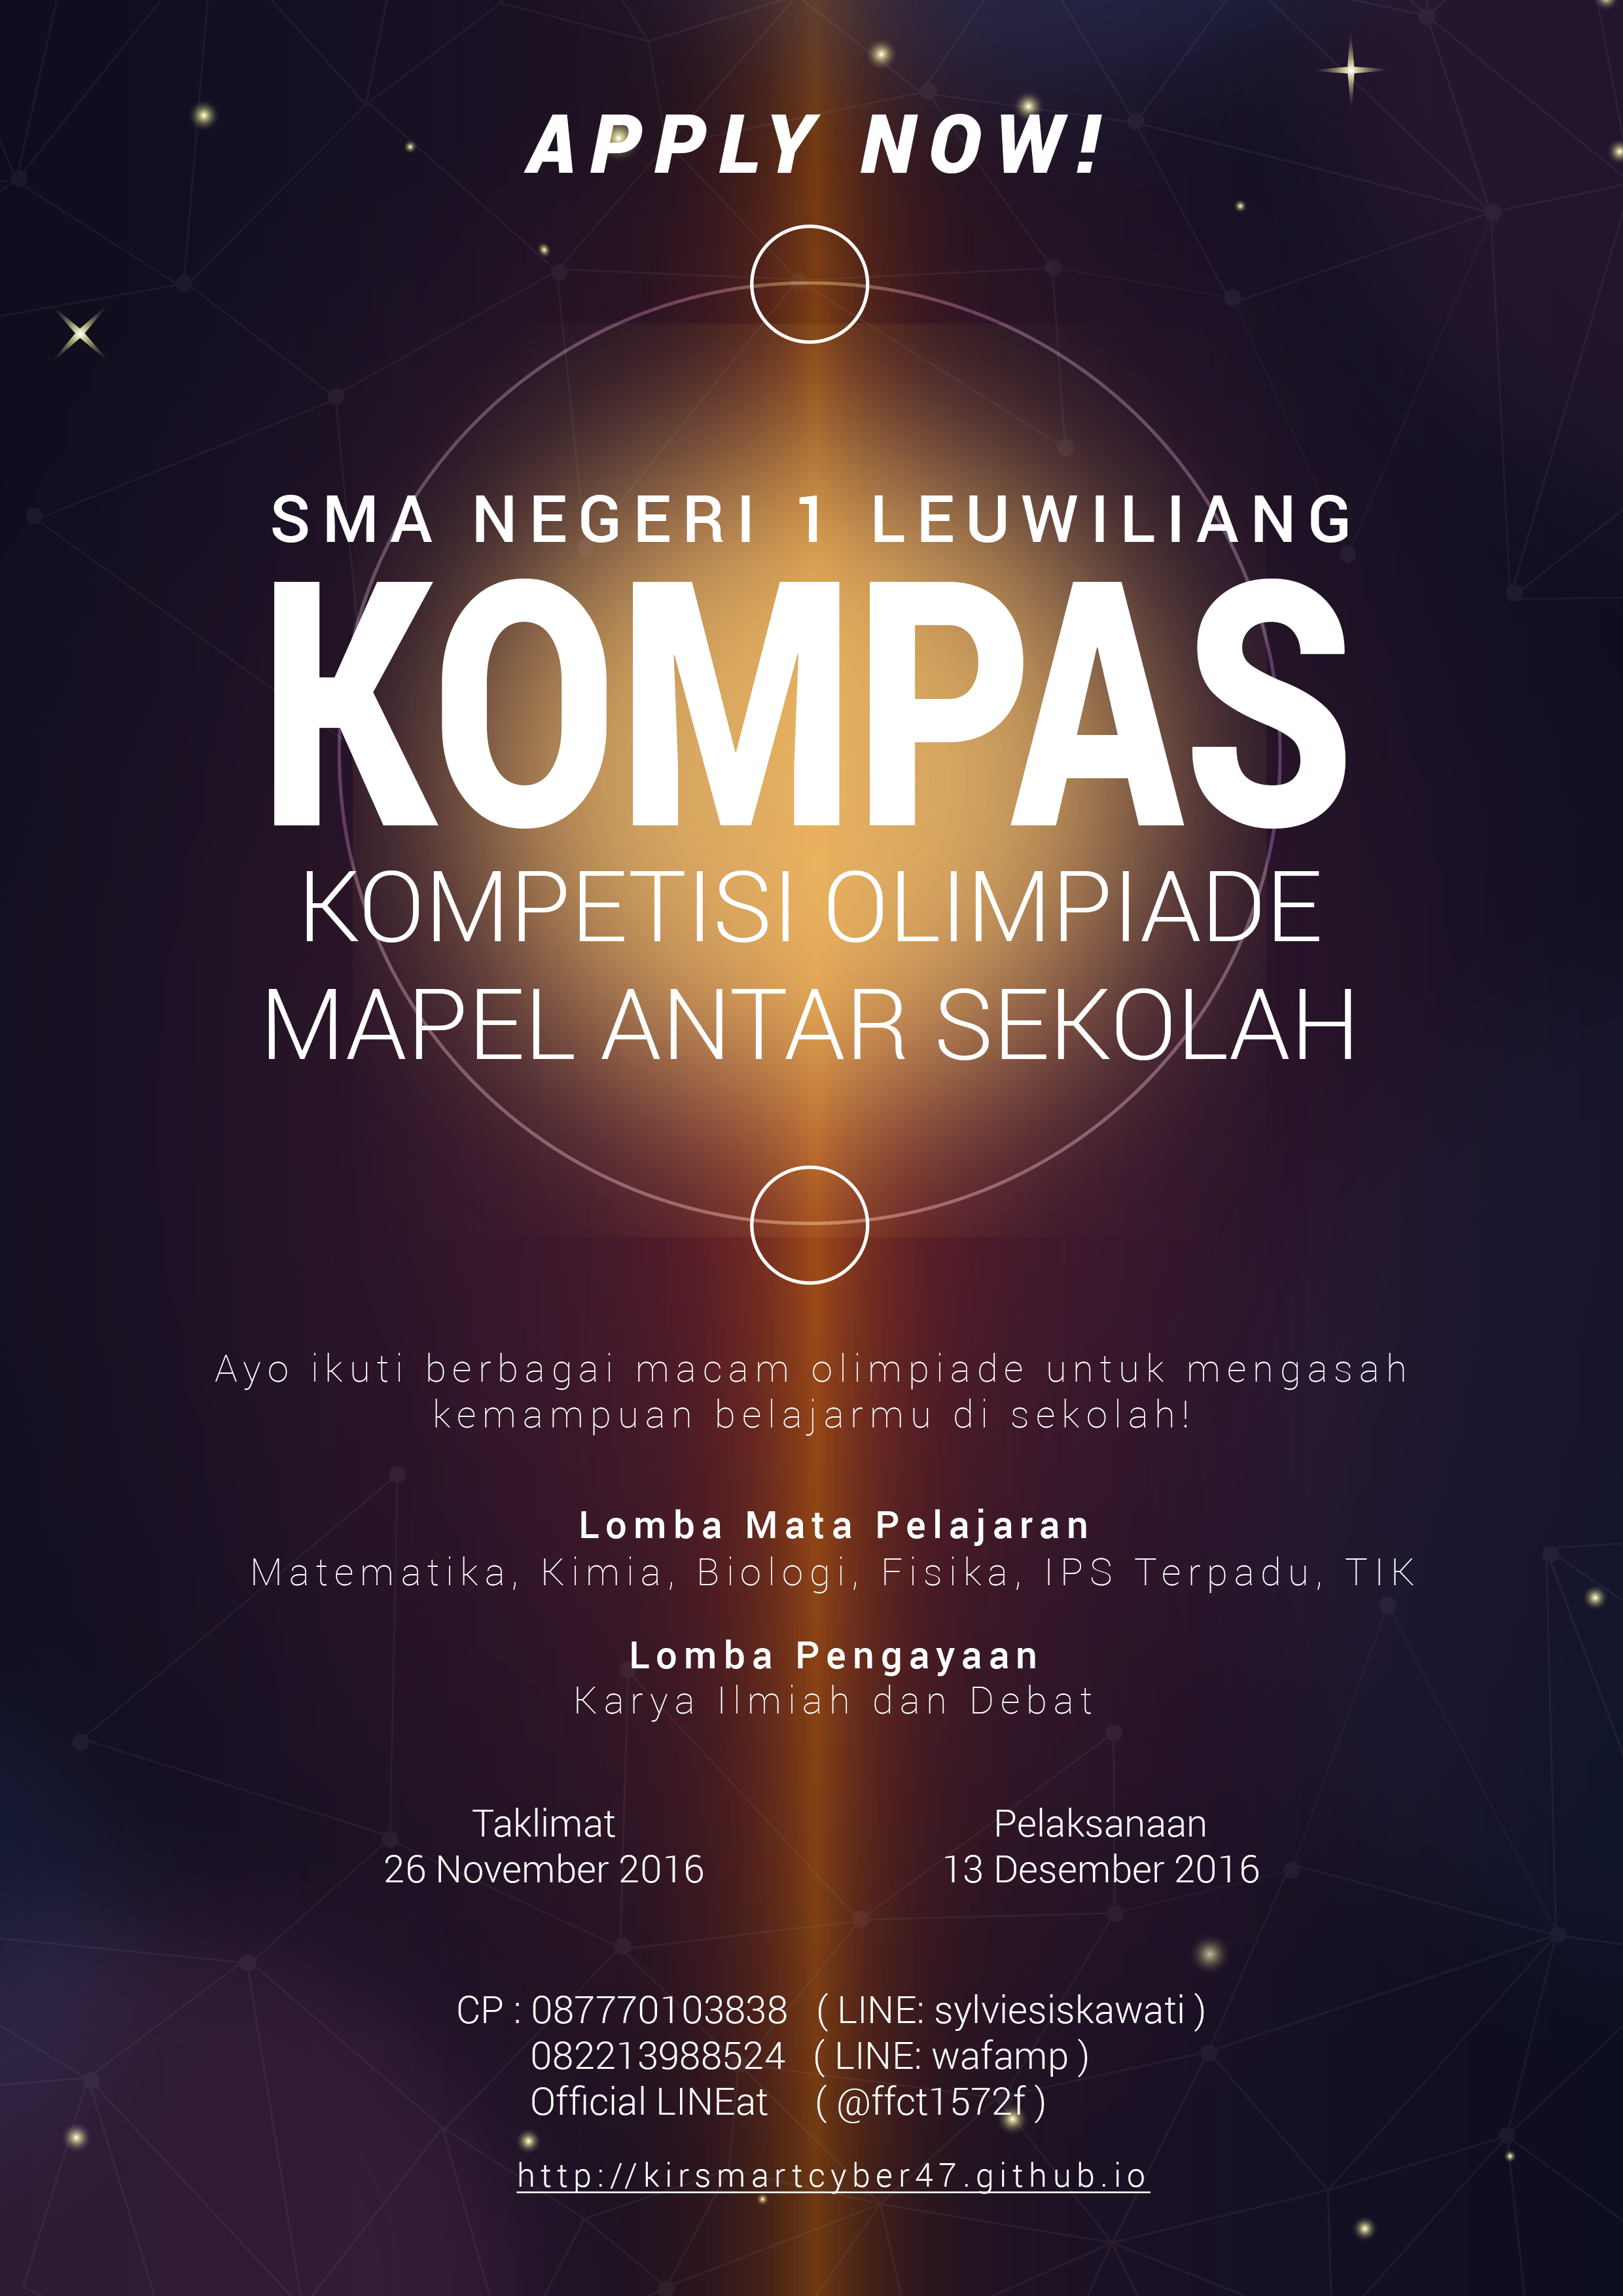 APPLY NOW!
SMA NEGERI 1 LEUWILIANG
KOMPAS
KOMPETISI OLIMPIADE
MAPEL ANTAR SEKOLAH
Ayo ikuti berbagai macam olimpiade untuk mengasah
kemampuan belajarmu di sekolah!
Lomba Mata Pelajaran
Matematika, Kimia, Biologi, Fisika, IPS Terpadu, TIK
Lomba Pengayaan
Karya Ilmiah dan Debat
Taklimat
26 November 2016
Pelaksanaan
13 Desember 2016
CP : 087770103838 ( LINE: sylviesiskawati )
082213988524 ( LINE: wafamp )
Official LINEat ( @ffct1572f )
http://kirsmartcyber47.github.io